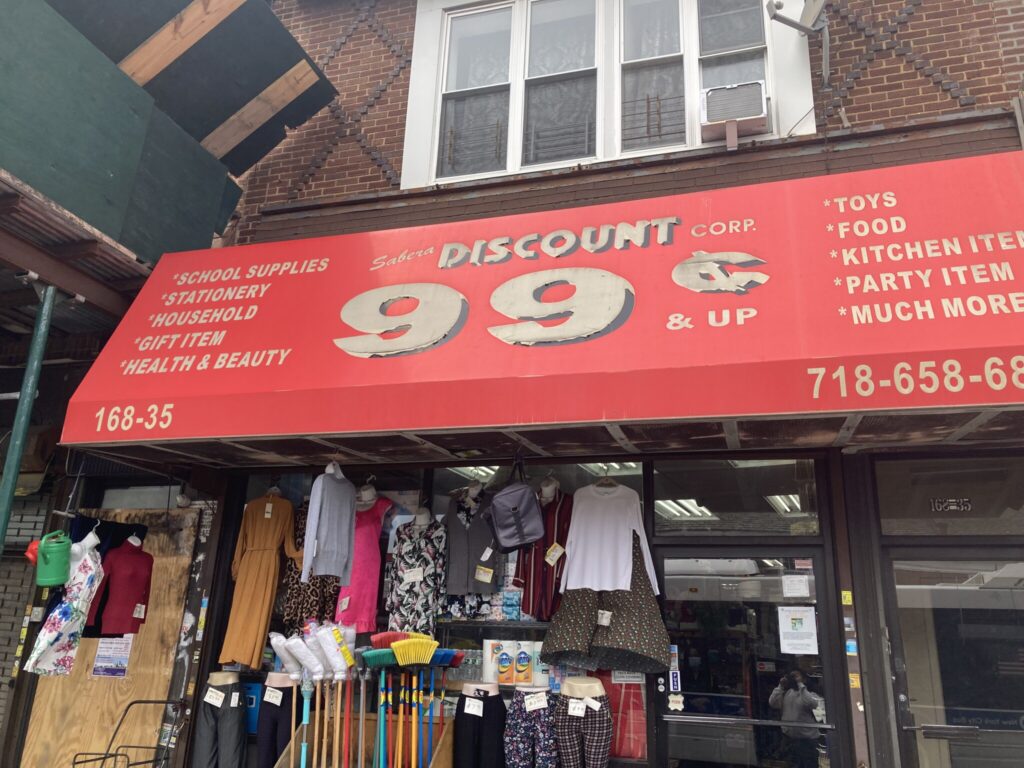 *SCHOOL SUPPLIES
*STATIONERY
*HOUSEHOLD
*GIFT ITEM
*HEALTH & BEAUTY
Sabera DISCOUNT CORP.
99¢
& UP
*TOYS
*FOOD
*KITCHEN ITEM
*PARTY ITEM
*MUCH MORE
168-35
718-658-68
168-35